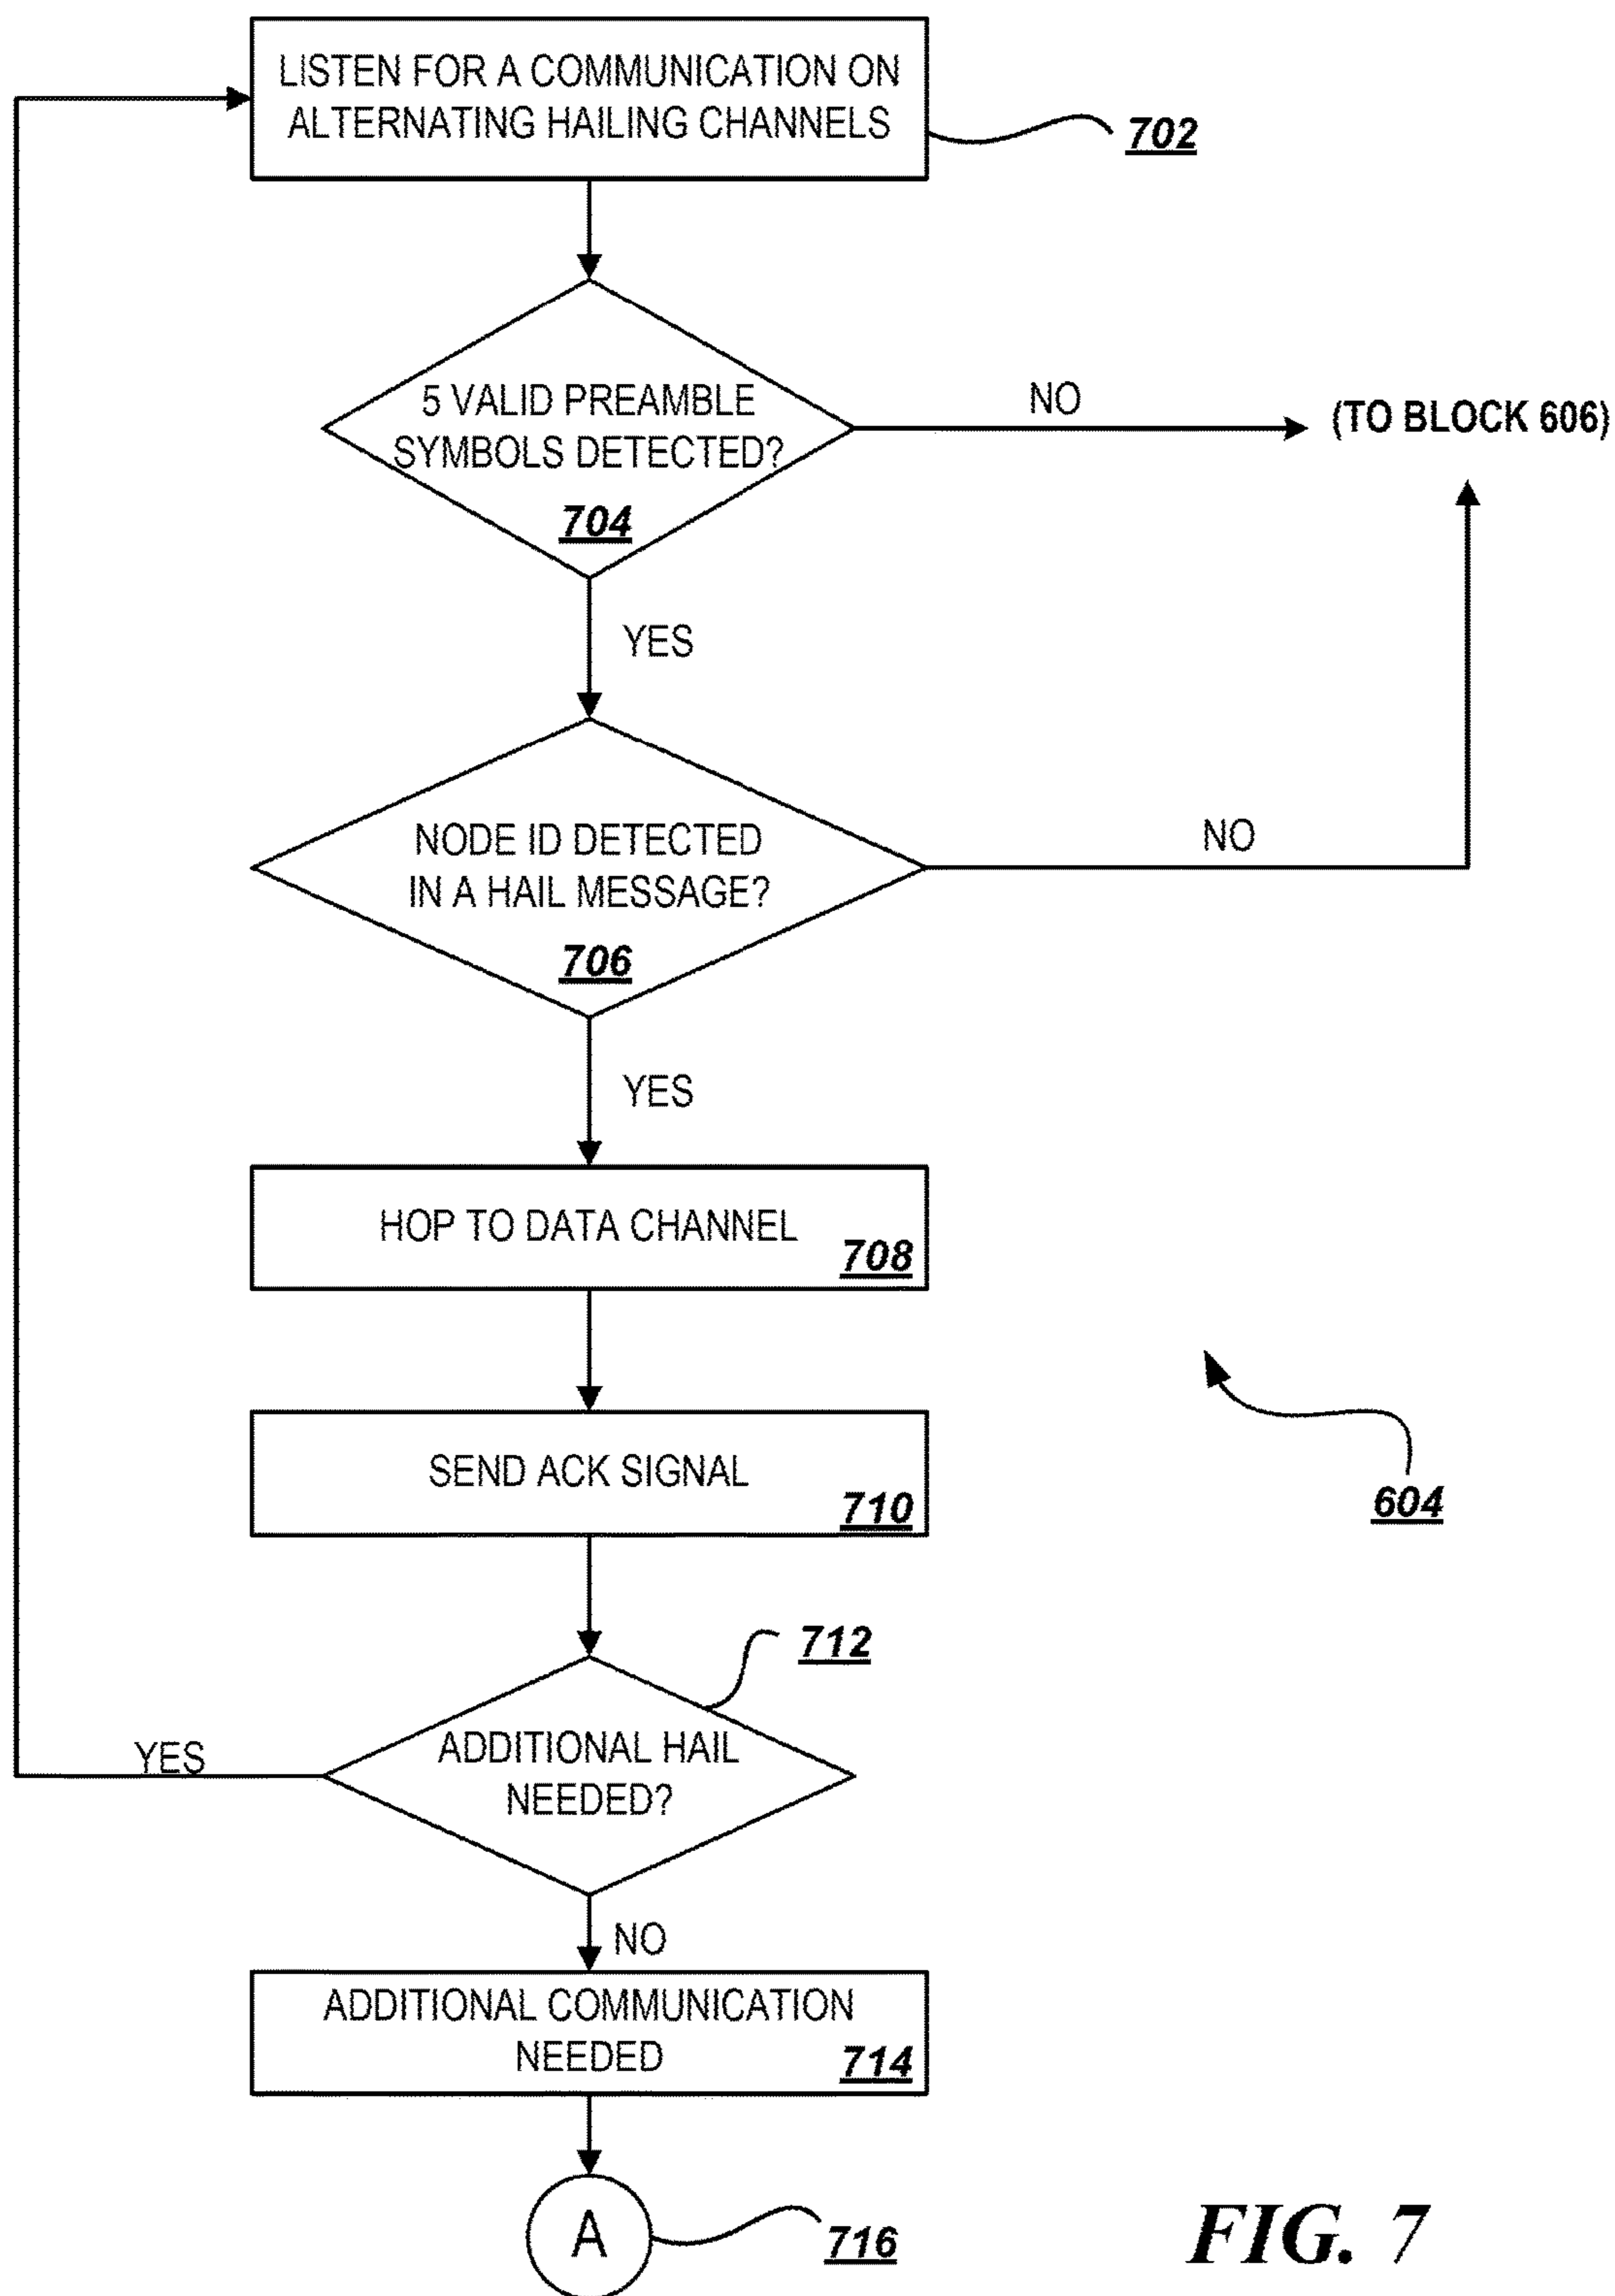 LISTEN FOR A COMMUNICATION ON
ALTERNATING HAILING CHANNELS
702
5 VALID PREAMBLE
SYMBOLS DETECTED?
704
NO
(TO BLOCK 606)
YES
NODE ID DETECTED
IN A HAIL MESSAGE?
706
NO
YES
HOP TO DATA CHANNEL
708
SEND ACK SIGNAL
710
604
712
ADDITIONAL HAIL
NEEDED?
YES
NO
ADDITIONAL COMMUNICATION
NEEDED
714
A
716
FIG. 7